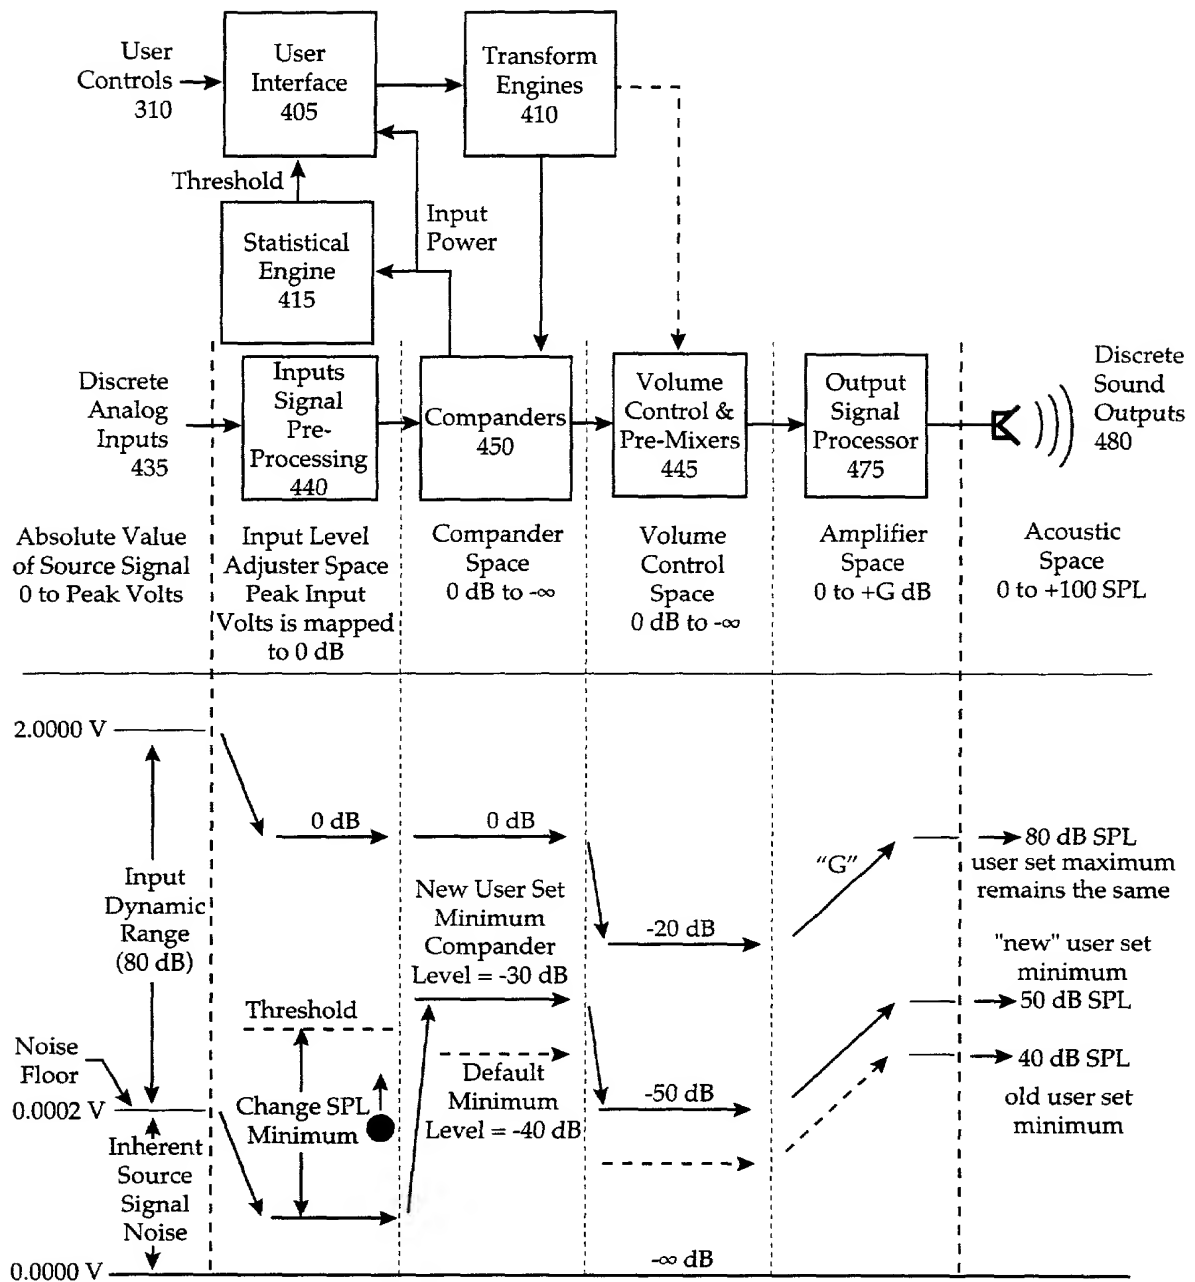 User
Controls
310
User
Interface
405
Transform
Engines
410
Threshold
Input
Power
Statistical
Engine
415
Discrete
Analog
Inputs
435
Inputs
Signal
Pre-
Processing
440
Companders
450
Volume
Control &
Pre-Mixers
445
Output
Signal
Processor
475
Discrete
Sound
Outputs
480
Absolute Value
of Source Signal
0 to Peak Volts
Input Level
Adjuster Space
Peak Input
Volts is mapped
to 0 dB
Compander
Space
0 dB to -∞
Volume
Control
Space
0 dB to -∞
Amplifier
Space
0 to +G dB
Acoustic
Space
0 to +100 SPL
2.0000 V
Input
Dynamic
Range
(80 dB)
Noise
Floor
0.0002 V
Inherent
Source
Signal
Noise
0.0000 V
0 dB
Threshold
Change SPL
Minimum
0 dB
New User Set
Minimum
Compander
Level = -30 dB
Default
Minimum
Level = -40 dB
-20 dB
-50 dB
-∞ dB
"G"
80 dB SPL
user set maximum
remains the same
"new" user set
minimum
50 dB SPL
40 dB SPL
old user set
minimum